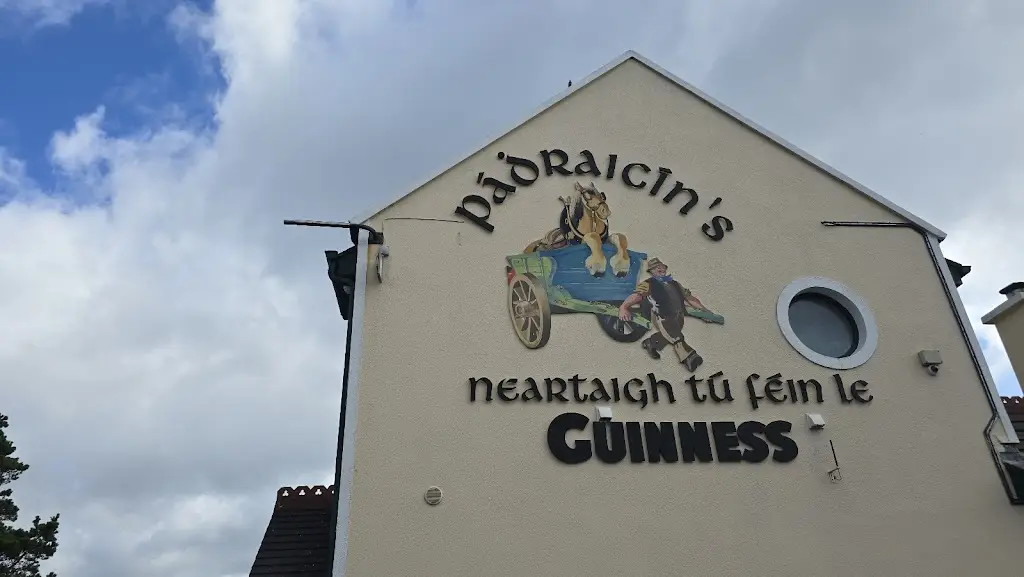 Pádraicín's
neartaigh tú féin le
GUINNESS